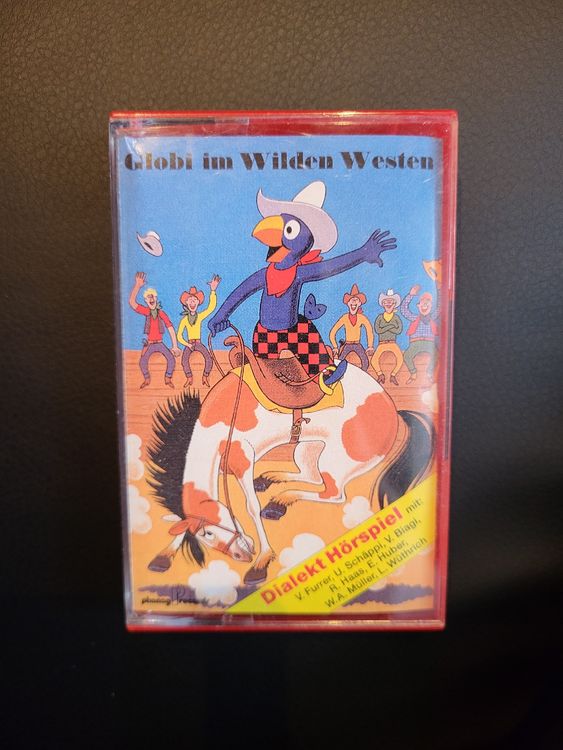 Globi im Wilden Westen
Dialekt Hörspiel mit:
V. Furrer, U. Schäppi, V. Biagi,
R. Haas, E. Huber,
W.A. Müller, L. Wüthrich